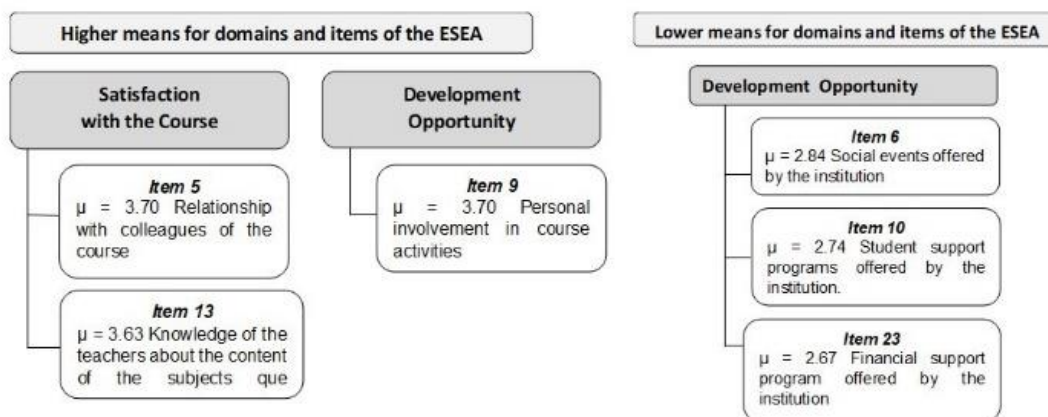 Higher means for domains and items of the ESEA
Satisfaction
with the Course
Item 5
μ = 3.70 Relationship
with colleagues of the
course
Item 13
μ = 3.63 Knowledge of the
teachers about the content
of the subjects que
Development
Opportunity
Item 9
μ = 3.70 Personal
involvement in course
activities
Lower means for domains and items of the ESEA
Development Opportunity
Item 6
μ = 2.84 Social events offered
by the institution
Item 10
μ = 2.74 Student support
programs offered by the
institution.
Item 23
μ = 2.67 Financial support
program offered by the
institution